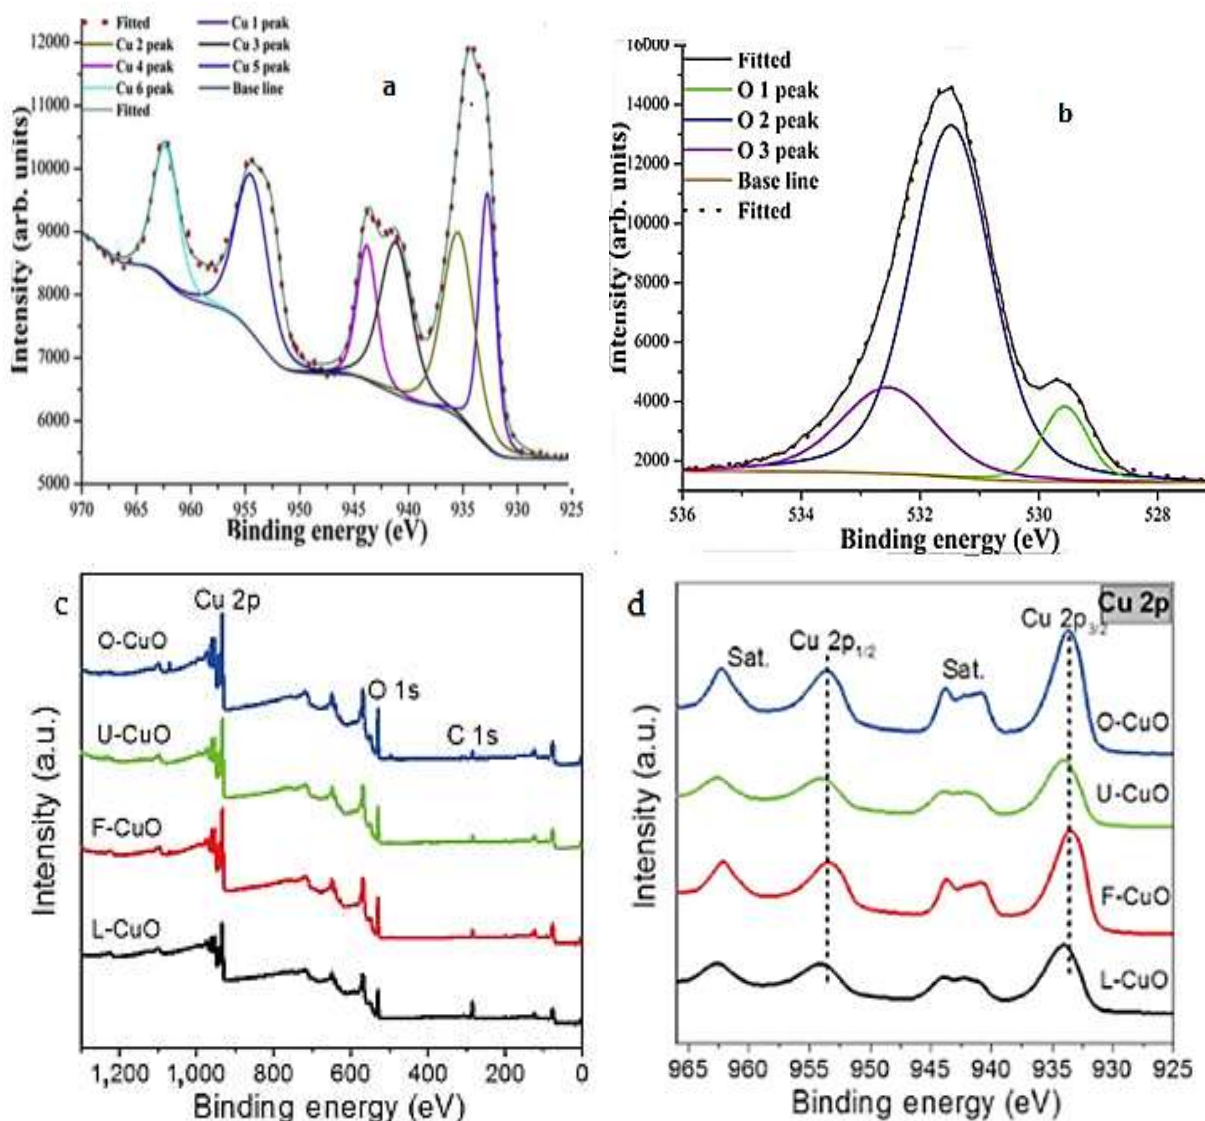 Fitted Cu 1 peak
Cu 2 peak Cu 3 peak
Cu 4 peak Cu 5 peak
Cu 6 peak Base line
Fitted
a
12000
11000
10000
9000
8000
7000
6000
5000
Intensity (arb. units)
970 965 960 955 950 945 940 935 930 925
Binding energy (eV)
Fitted
O 1 peak
O 2 peak
O 3 peak
Base line
Fitted
b
16000
14000
12000
10000
8000
6000
4000
2000
Intensity (arb. units)
536 534 532 530 528
Binding energy (eV)
c
Cu 2p
O-CuO
O 1s
U-CuO
C 1s
F-CuO
L-CuO
Intensity (a.u.)
1,200 1,000 800 600 400 200 0
Binding energy (eV)
d
Cu 2p
Cu 2p3/2
Sat. Cu 2p1/2 Sat.
O-CuO
U-CuO
F-CuO
L-CuO
Intensity (a.u.)
965 960 955 950 945 940 935 930 925
Binding energy (eV)